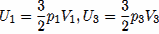 U₁ = 3/2 p₁V₁, U₃ = 3/2 p₃V₃